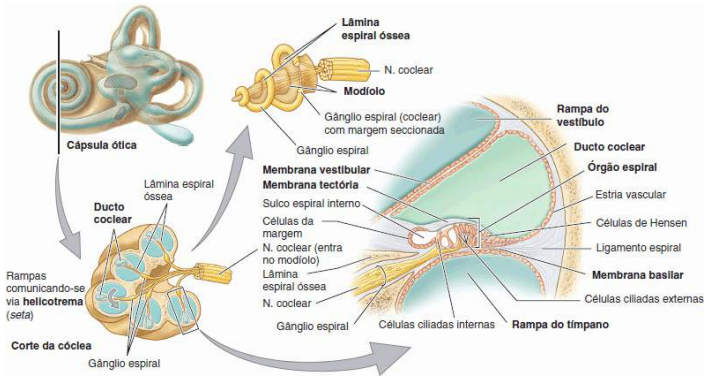 Lâmina
espiral óssea
N. coclear
Modíolo
Gânglio espiral (coclear)
com margem seccionada
Gânglio espiral
Cápsula ótica
Rampa do
vestíbulo
Ducto coclear
Órgão espiral
Estria vascular
Células de Hensen
Ligamento espiral
Membrana basilar
Células ciliadas externas
Membrana vestibular
Membrana tectória
Sulco espiral interno
Células da
margem
N. coclear (entra
no modíolo)
Lâmina
espiral óssea
N. coclear
Gânglio espiral
Células ciliadas internas
Rampa do tímpano
Lâmina espiral
óssea
Ducto
coclear
Rampas
comunicando-se
via helicotrema
(seta)
Corte da cóclea
Gânglio espiral